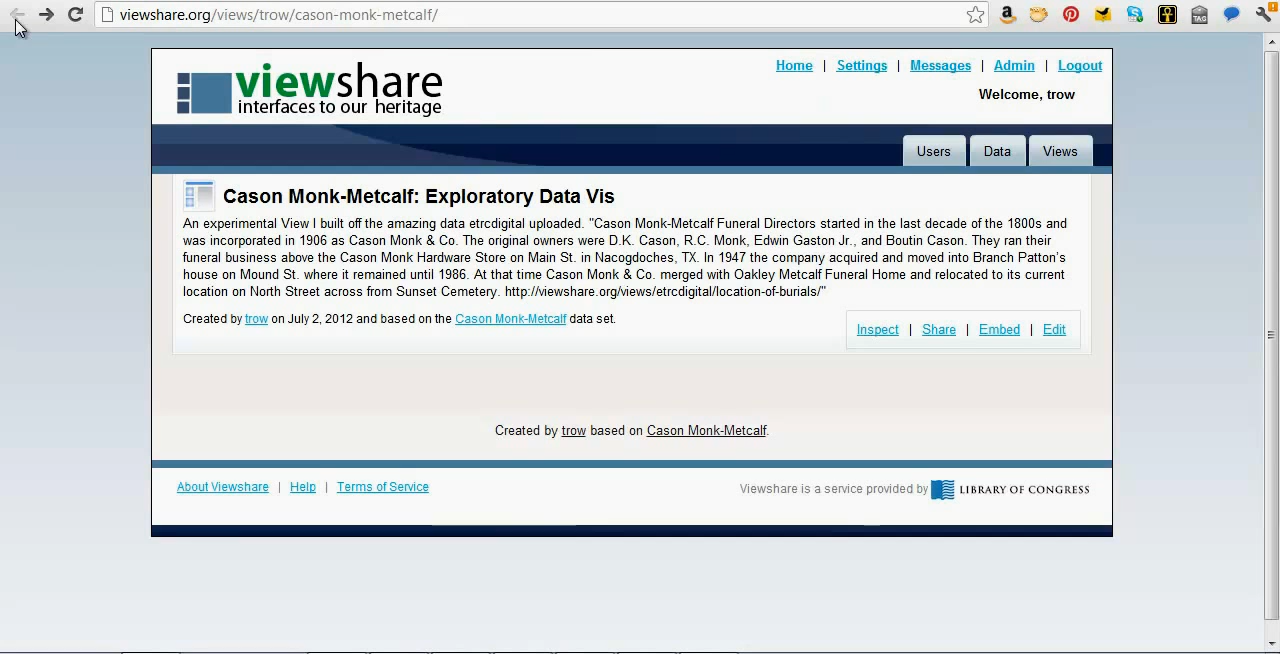 viewshare.org/views/trow/cason-monk-metcalf/
TAG
viewshare
interfaces to our heritage
Home | Settings | Messages | Admin | Logout
Welcome, trow
Users Data Views
Cason Monk-Metcalf: Exploratory Data Vis
An experimental View I built off the amazing data etrcdigital uploaded. "Cason Monk-Metcalf Funeral Directors started in the last decade of the 1800s and
was incorporated in 1906 as Cason Monk & Co. The original owners were D.K. Cason, R.C. Monk, Edwin Gaston Jr., and Boutin Cason. They ran their
funeral business above the Cason Monk Hardware Store on Main St. in Nacogdoches, TX. In 1947 the company acquired and moved into Branch Patton's
house on Mound St. where it remained until 1986. At that time Cason Monk & Co. merged with Oakley Metcalf Funeral Home and relocated to its current
location on North Street across from Sunset Cemetery. http://viewshare.org/views/etrcdigital/location-of-burials/"
Created by trow on July 2, 2012 and based on the Cason Monk-Metcalf data set.
Inspect | Share | Embed | Edit
Created by trow based on Cason Monk-Metcalf.
About Viewshare | Help | Terms of Service
Viewshare is a service provided by LIBRARY OF CONGRESS